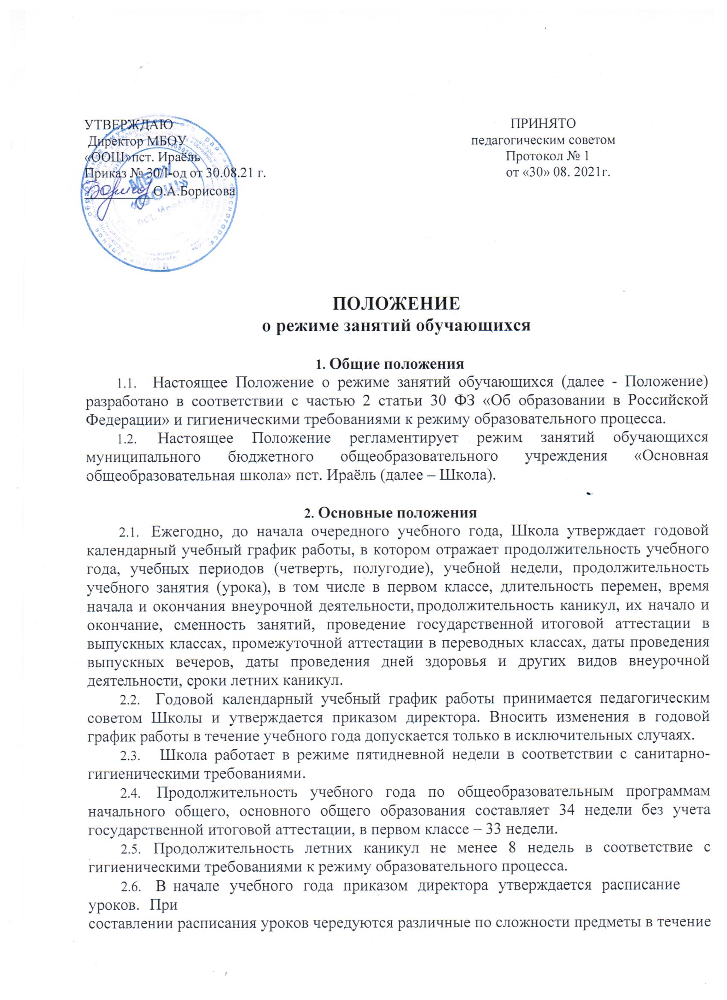 УТВЕРЖДАЮ
Директор МБОУ
«ООШ»пст. Ираёль
Приказ № 30/1-од от 30.08.21 г.
О.А.Борисова
ПРИНЯТО
педагогическим советом
Протокол № 1
от «30» 08. 2021г.
МБОУ
«ООШ»
пст. Ираёль
ПОЛОЖЕНИЕ
о режиме занятий обучающихся
1. Общие положения
1.1. Настоящее Положение о режиме занятий обучающихся (далее - Положение)
разработано в соответствии с частью 2 статьи 30 ФЗ «Об образовании в Российской
Федерации» и гигиеническими требованиями к режиму образовательного процесса.
1.2. Настоящее Положение регламентирует режим занятий обучающихся
муниципального бюджетного общеобразовательного учреждения «Основная
общеобразовательная школа» пст. Ираёль (далее – Школа).
2. Основные положения
2.1. Ежегодно, до начала очередного учебного года, Школа утверждает годовой
календарный учебный график работы, в котором отражает продолжительность учебного
года, учебных периодов (четверть, полугодие), учебной недели, продолжительность
учебного занятия (урока), в том числе в первом классе, длительность перемен, время
начала и окончания внеурочной деятельности, продолжительность каникул, их начало и
окончание, сменность занятий, проведение государственной итоговой аттестации в
выпускных классах, промежуточной аттестации в переводных классах, даты проведения
выпускных вечеров, даты проведения дней здоровья и других видов внеурочной
деятельности, сроки летних каникул.
2.2. Годовой календарный учебный график работы принимается педагогическим
советом Школы и утверждается приказом директора. Вносить изменения в годовой
график работы в течение учебного года допускается только в исключительных случаях.
2.3. Школа работает в режиме пятидневной недели в соответствии с санитарно-
гигиеническими требованиями.
2.4. Продолжительность учебного года по общеобразовательным программам
начального общего, основного общего образования составляет 34 недели без учета
государственной итоговой аттестации, в первом классе – 33 недели.
2.5. Продолжительность летних каникул не менее 8 недель в соответствие с
гигиеническими требованиями к режиму образовательного процесса.
2.6. В начале учебного года приказом директора утверждается расписание
уроков. При
составлении расписания уроков чередуются различные по сложности предметы в течение